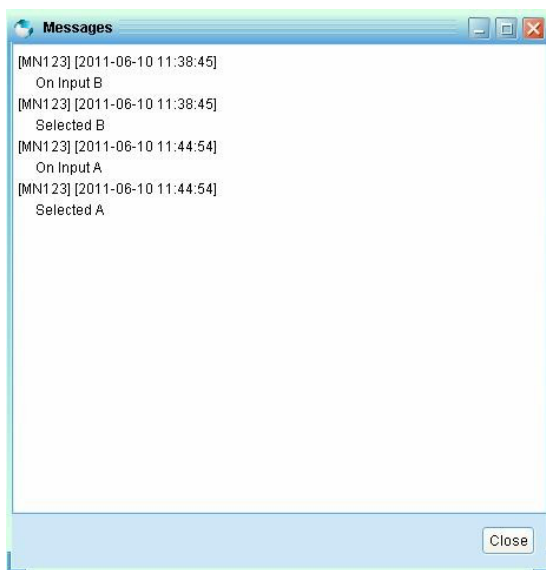 Messages
[MN123] [2011-06-10 11:38:45]
On Input B
[MN123] [2011-06-10 11:38:45]
Selected B
[MN123] [2011-06-10 11:44:54]
On Input A
[MN123] [2011-06-10 11:44:54]
Selected A
Close